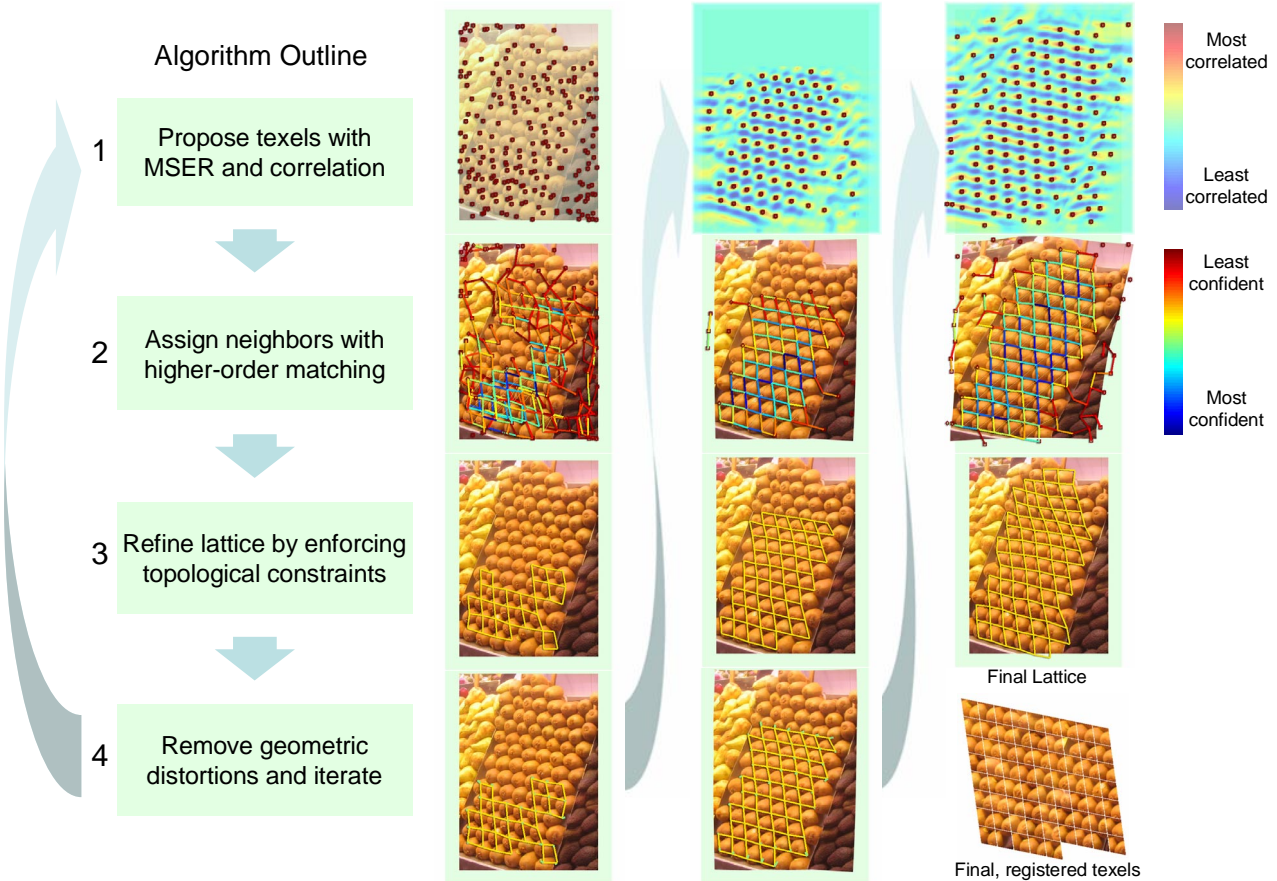 Algorithm Outline
1
Propose texels with
MSER and correlation
2
Assign neighbors with
higher-order matching
3
Refine lattice by enforcing
topological constraints
4
Remove geometric
distortions and iterate
Most
correlated
Least
correlated
Least
confident
Most
confident
Final Lattice
Final, registered texels